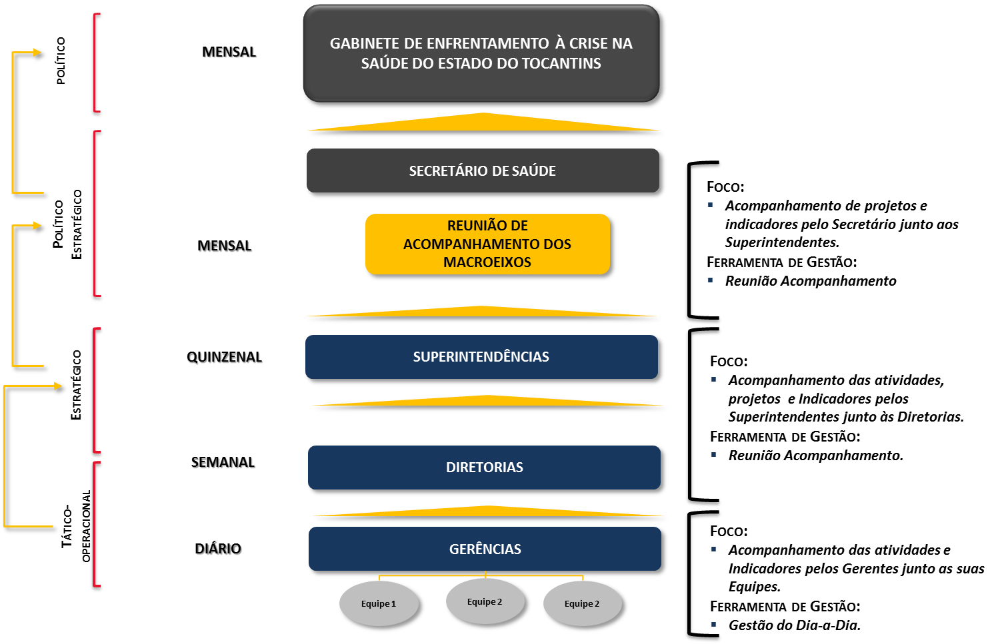 POLÍTICO
MENSAL
GABINETE DE ENFRENTAMENTO À CRISE NA
SAÚDE DO ESTADO DO TOCANTINS
POLÍTICO
ESTRATÉGICO
SECRETÁRIO DE SAÚDE
MENSAL
REUNIÃO DE
ACOMPANHAMENTO DOS
MACROEIXOS
FOCO:
▪ Acompanhamento de projetos e
indicadores pelo Secretário junto aos
Superintendentes.
FERRAMENTA DE GESTÃO:
▪ Reunião Acompanhamento
ESTRATÉGICO
QUINZENAL
SUPERINTENDÊNCIAS
SEMANAL
DIRETORIAS
FOCO:
▪ Acompanhamento das atividades,
projetos e Indicadores pelos
Superintendentes junto às Diretorias.
FERRAMENTA DE GESTÃO:
▪ Reunião Acompanhamento.
TÁTICO-
OPERACIONAL
DIÁRIO
GERÊNCIAS
Equipe 1
Equipe 2
Equipe 2
FOCO:
▪ Acompanhamento das atividades e
Indicadores pelos Gerentes junto as suas
Equipes.
FERRAMENTA DE GESTÃO:
▪ Gestão do Dia-a-Dia.